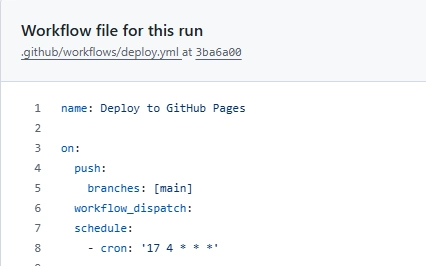 Workflow file for this run
.github/workflows/deploy.yml at 3ba6a00
1 name: Deploy to GitHub Pages
2
3 on:
4   push:
5     branches: [main]
6   workflow_dispatch:
7   schedule:
8     - cron: '17 4 * * *'